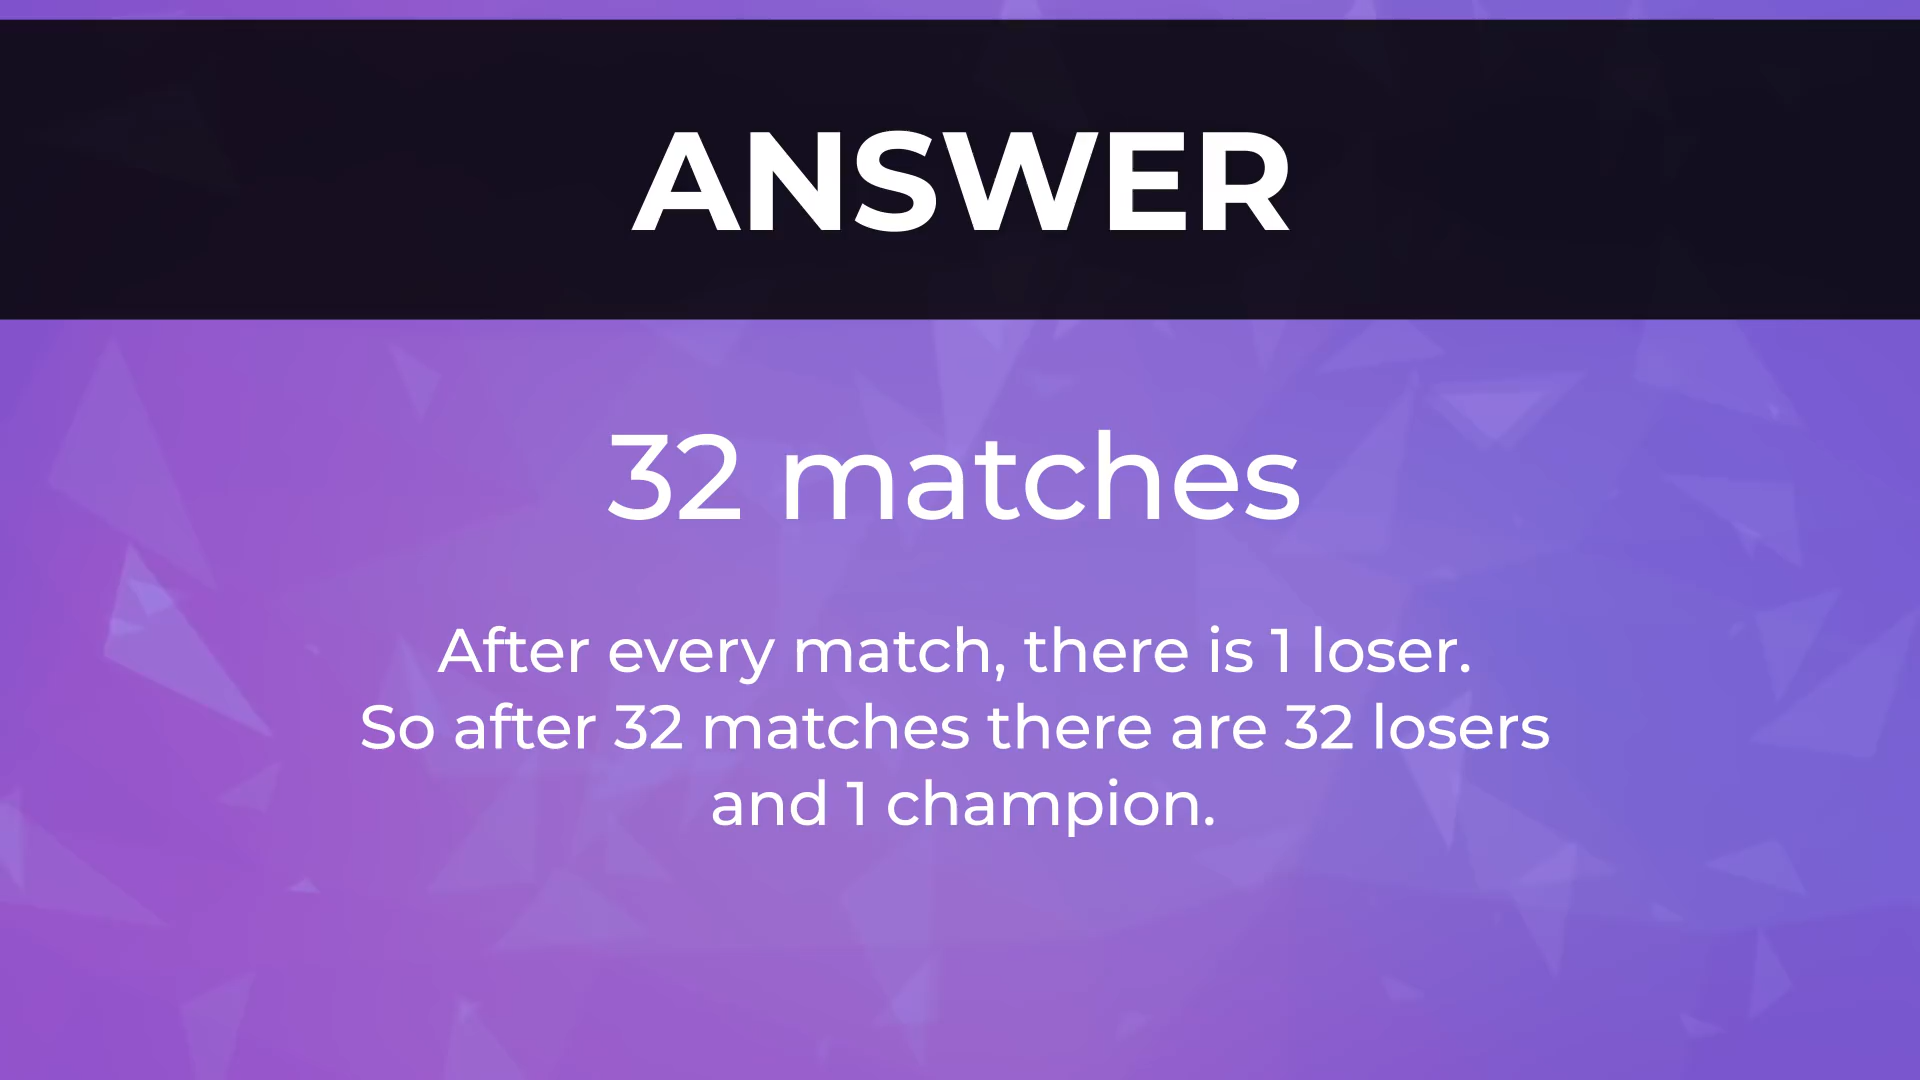 ANSWER
32 matches
After every match, there is 1 loser.
So after 32 matches there are 32 losers
and 1 champion.